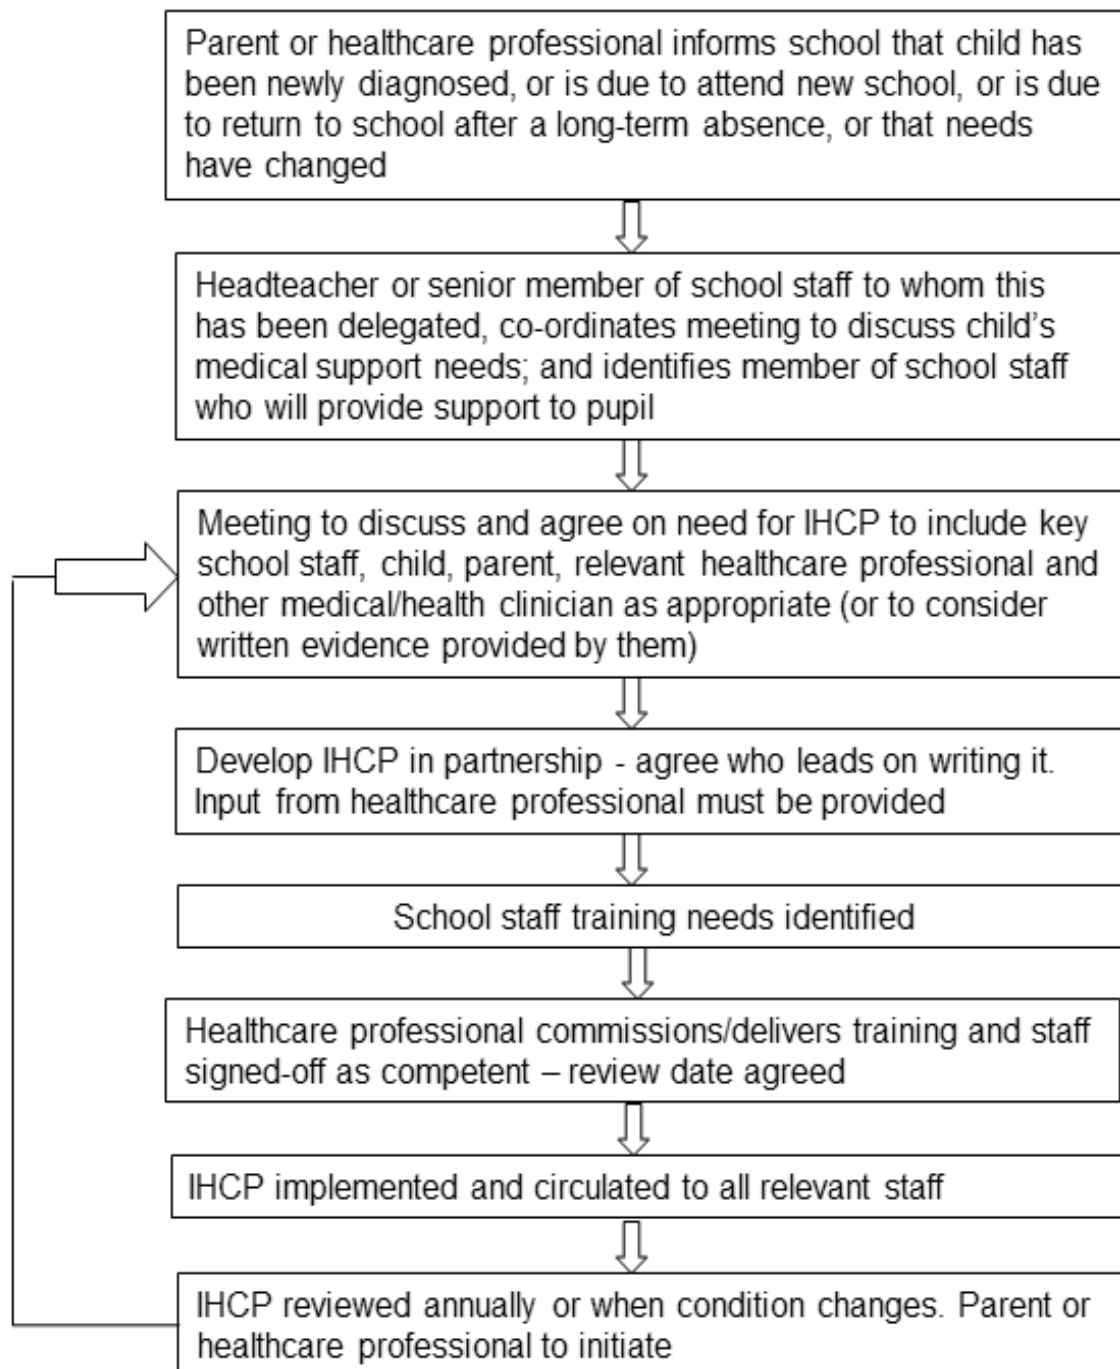 Parent or healthcare professional informs school that child has
been newly diagnosed, or is due to attend new school, or is due
to return to school after a long-term absence, or that needs
have changed
Headteacher or senior member of school staff to whom this
has been delegated, co-ordinates meeting to discuss child's
medical support needs; and identifies member of school staff
who will provide support to pupil
Meeting to discuss and agree on need for IHCP to include key
school staff, child, parent, relevant healthcare professional and
other medical/health clinician as appropriate (or to consider
written evidence provided by them)
Develop IHCP in partnership - agree who leads on writing it.
Input from healthcare professional must be provided
School staff training needs identified
Healthcare professional commissions/delivers training and staff
signed-off as competent – review date agreed
IHCP implemented and circulated to all relevant staff
IHCP reviewed annually or when condition changes. Parent or
healthcare professional to initiate